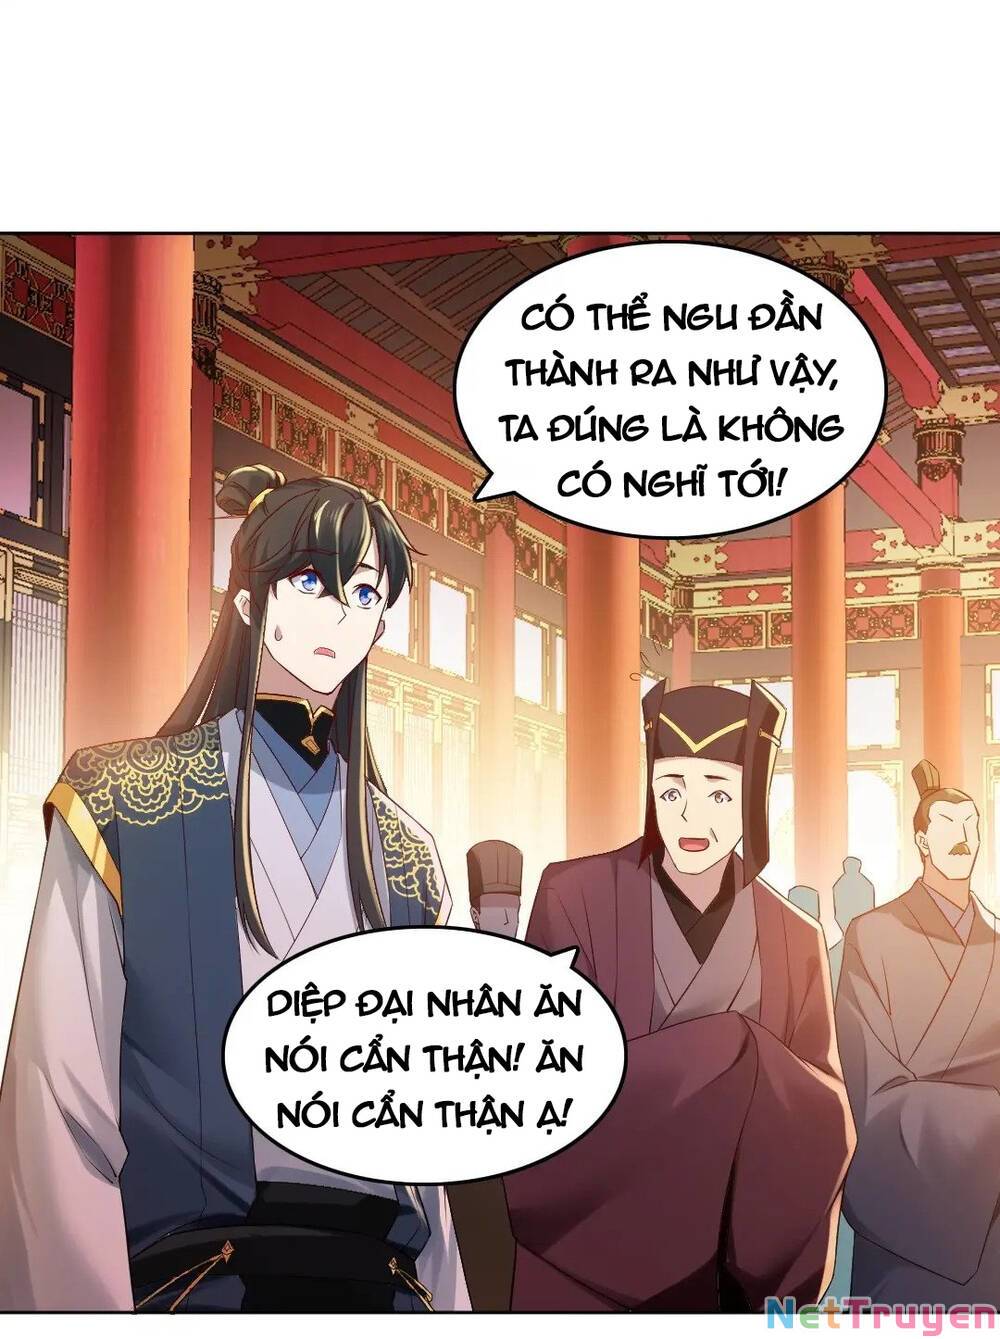 CÓ THỂ NGU ĐẦN
THÀNH RA NHƯ VẬY,
TA ĐÚNG LÀ KHÔNG
CÓ NGHĨ TỚI!
DIỆP ĐẠI NHÂN ĂN
NÓI CẨN THẬN! ĂN
NÓI CẨN THẬN Ạ!
NetTruyen